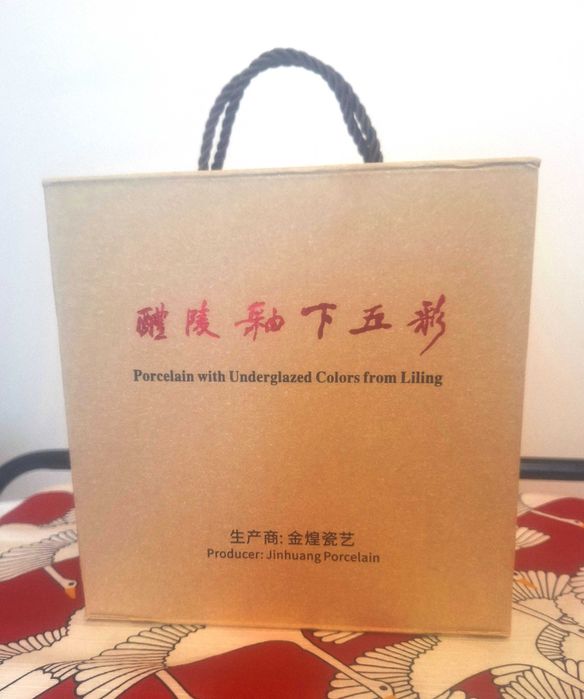 醴陵釉下五彩
Porcelain with Underglazed Colors from Liling
生产商: 金煌瓷艺
Producer: Jinhuang Porcelain